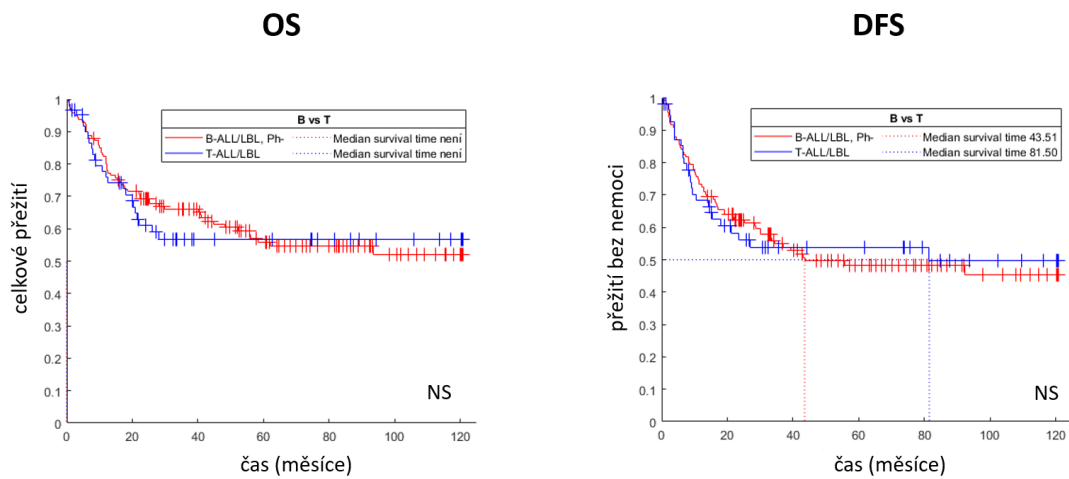 OS
DFS
B vs T
B-ALL/LBL, Ph- Median survival time není
T-ALL/LBL Median survival time není
celkové přežití
1
0.9
0.8
0.7
0.6
0.5
0.4
0.3
0.2
0.1
0
0 20 40 60 80 100 120
NS
čas (měsíce)
B vs T
B-ALL/LBL, Ph- Median survival time 43.51
T-ALL/LBL Median survival time 81.50
přežití bez nemoci
1
0.9
0.8
0.7
0.6
0.5
0.4
0.3
0.2
0.1
0
0 20 40 60 80 100 120
NS
čas (měsíce)